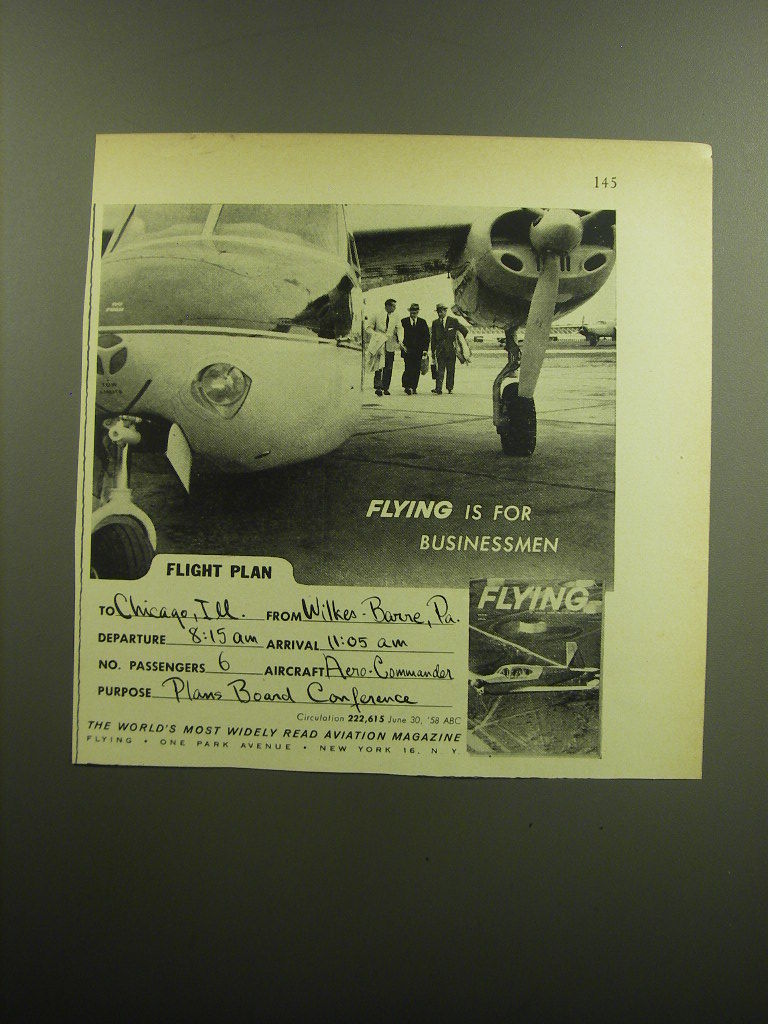 145
FLYING IS FOR
BUSINESSMEN
FLIGHT PLAN
TO Chicago, Ill. FROM Wilkes-Barre, Pa.
DEPARTURE 8:15 am ARRIVAL 11:05 am
NO. PASSENGERS 6 AIRCRAFT Aero-Commander
PURPOSE Plans Board Conference
Circulation 222,615 June 30, '58 ABC
THE WORLD'S MOST WIDELY READ AVIATION MAGAZINE
FLYING • ONE PARK AVENUE • NEW YORK 16, N. Y.
FLYING